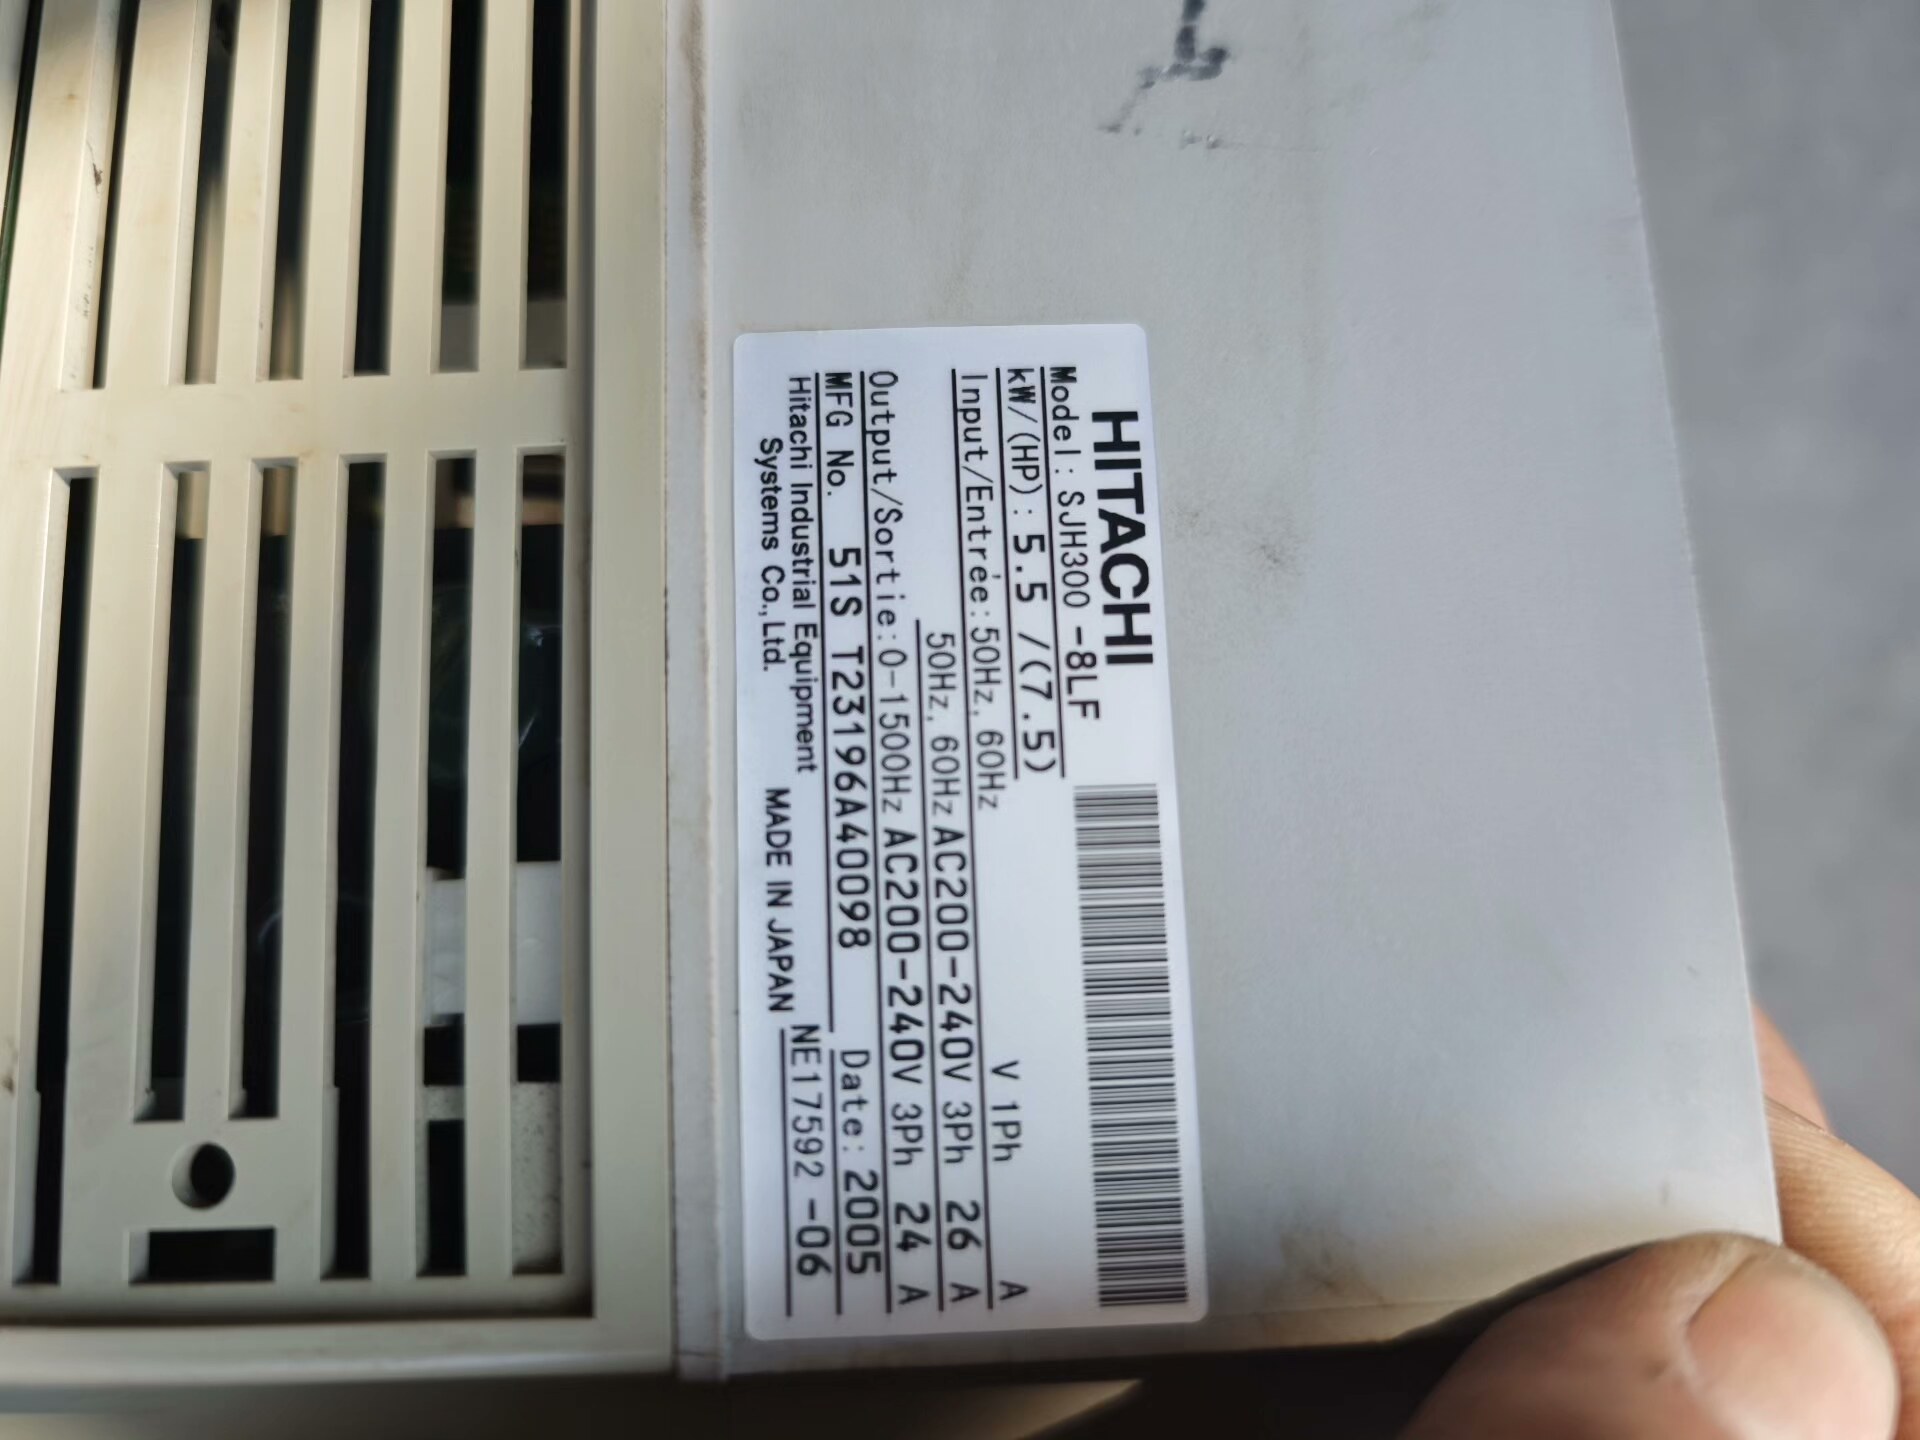 HITACHI
Model: SJH300 -8LF
kW/(HP): 5.5 /(7.5)
Input/Entrée: 50Hz, 60Hz V 1Ph A
50Hz, 60Hz AC200-240V 3Ph 26 A
Output/Sortie: 0-1500Hz AC200-240V 3Ph 24 A
MFG No. 51S T23196A40098 Date: 2005
Hitachi Industrial Equipment
Systems Co., Ltd. MADE IN JAPAN NE17592 -06